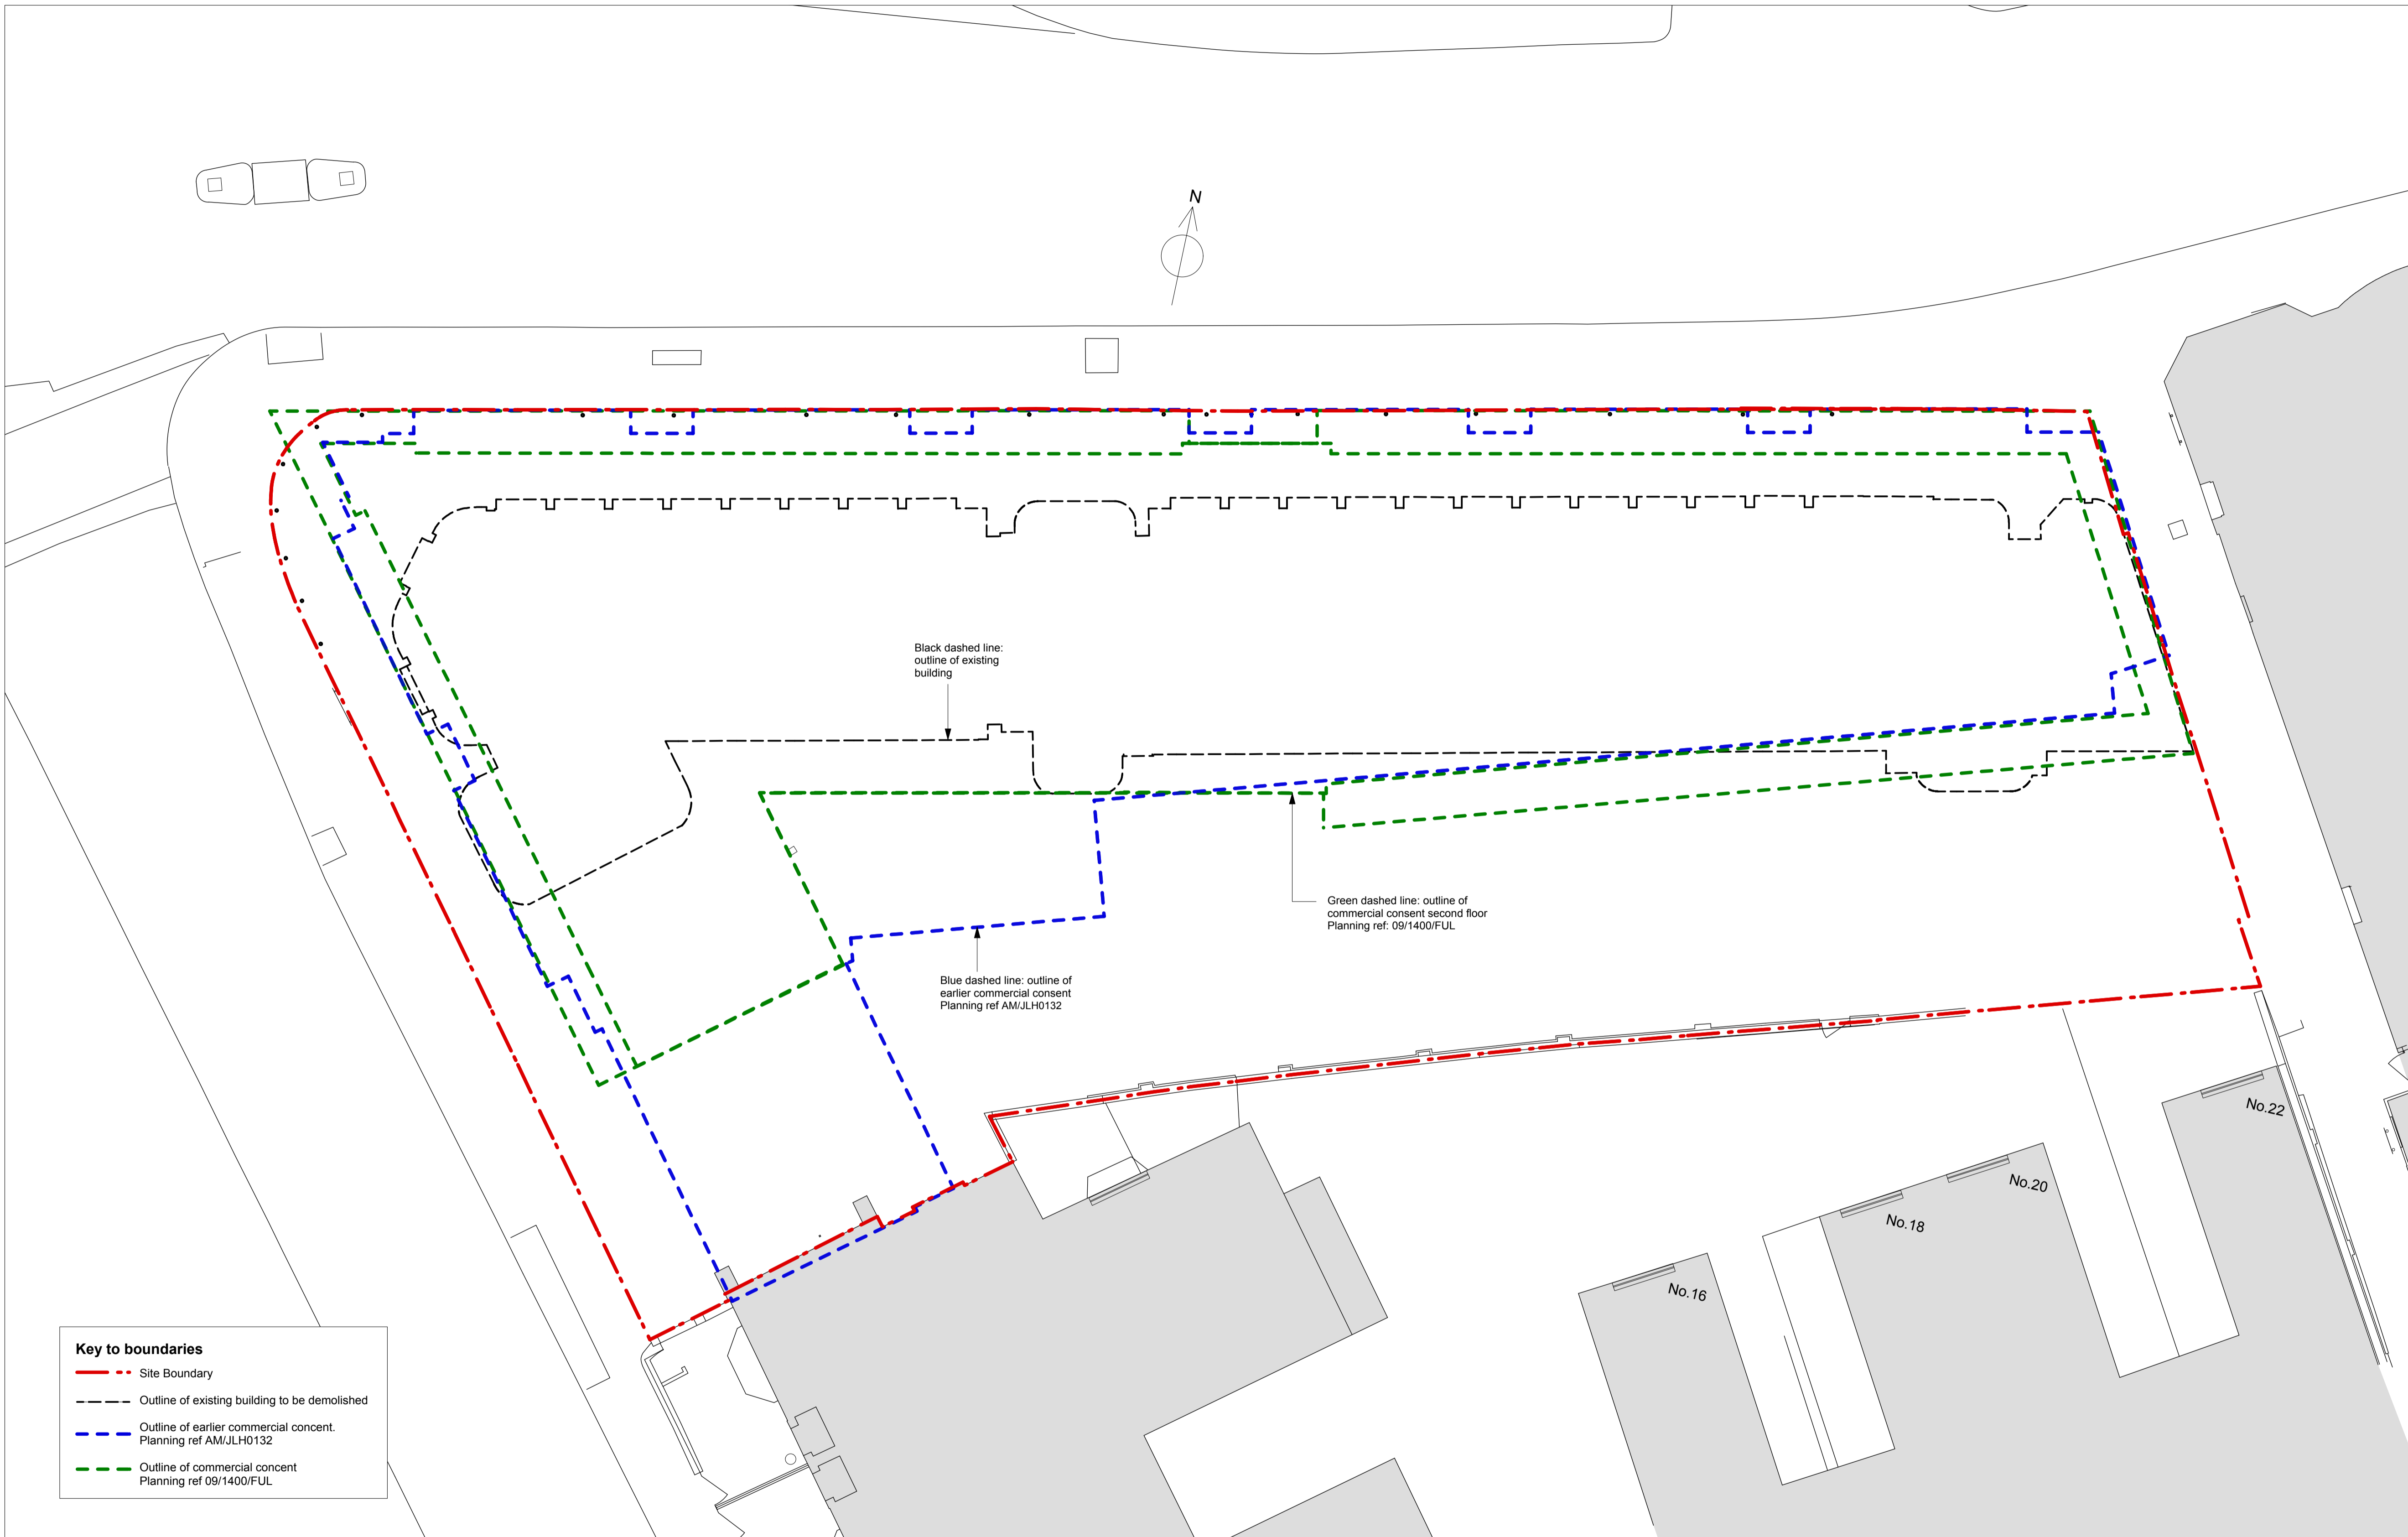 N
Black dashed line:
outline of existing
building
Green dashed line: outline of
commercial consent second floor
Planning ref: 09/1400/FUL
Blue dashed line: outline of
earlier commercial consent
Planning ref AM/JLH0132
No.22
No.20
No.18
No.16
Key to boundaries
Site Boundary
Outline of existing building to be demolished
Outline of earlier commercial concent.
Planning ref AM/JLH0132
Outline of commercial concent
Planning ref 09/1400/FUL